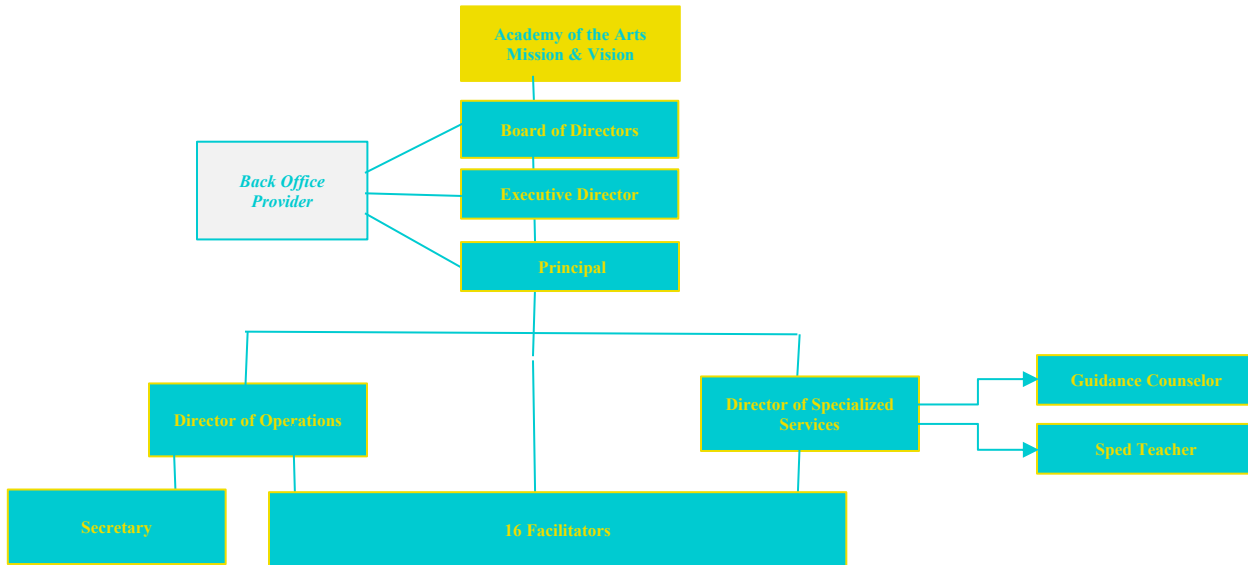 Academy of the Arts
Mission & Vision
Board of Directors
Back Office
Provider
Executive Director
Principal
Director of Operations
Director of Specialized
Services
Guidance Counselor
Sped Teacher
Secretary
16 Facilitators